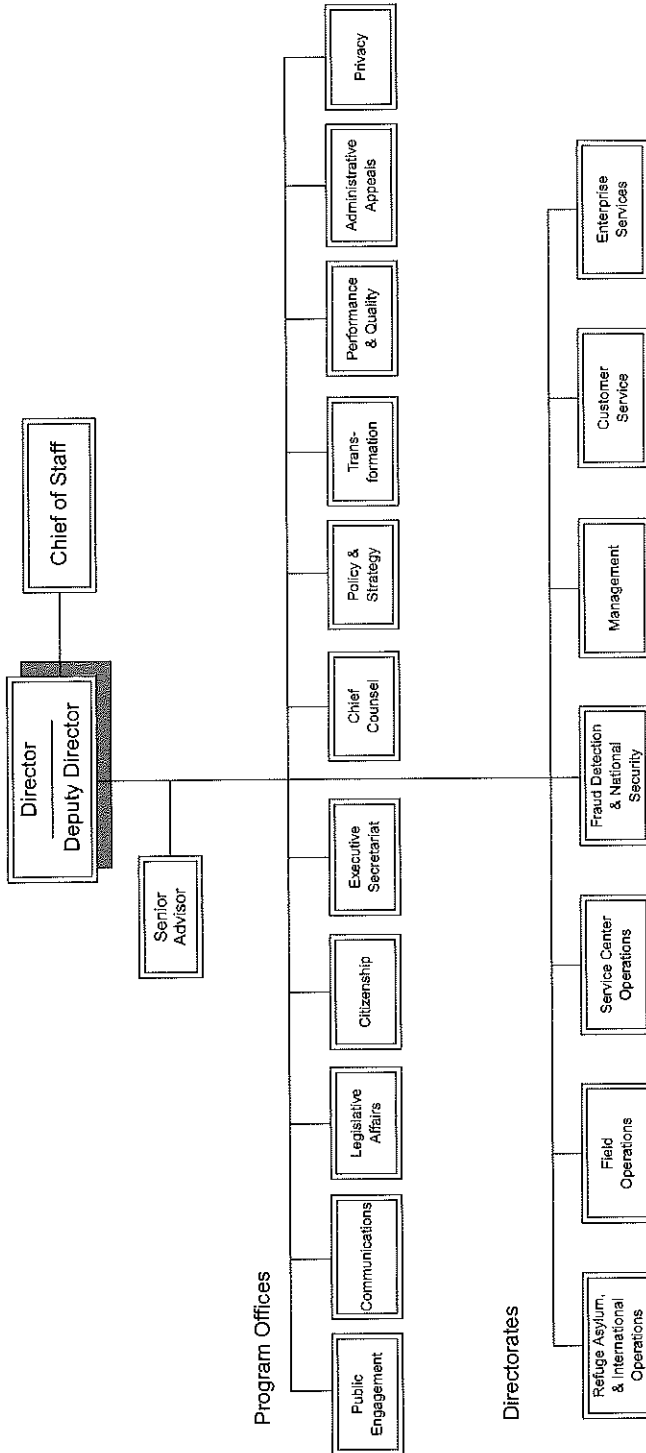 Director
Deputy Director
Chief of Staff
Senior
Advisor
Program Offices
Public
Engagement
Communications
Legislative
Affairs
Citizenship
Executive
Secretariat
Chief
Counsel
Policy &
Strategy
Trans-
formation
Performance
& Quality
Administrative
Appeals
Privacy
Directorates
Refuge Asylum,
& International
Operations
Field
Operations
Service Center
Operations
Fraud Detection
& National
Security
Management
Customer
Service
Enterprise
Services